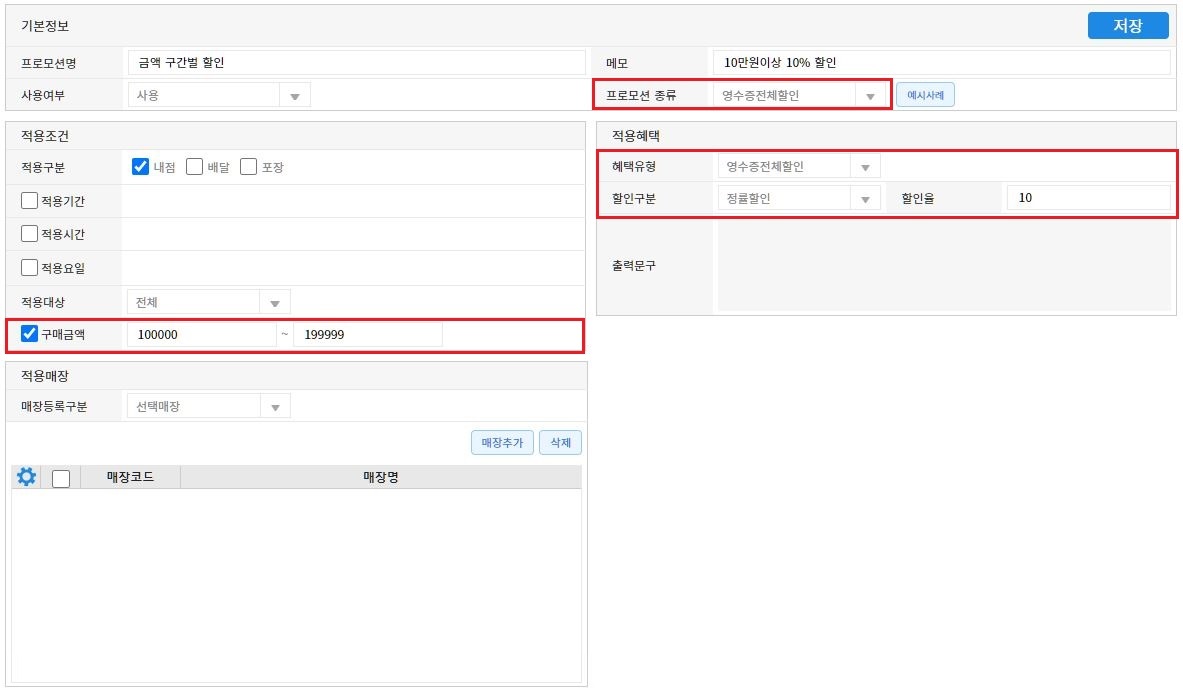 기본정보
저장
프로모션명 금액 구간벌 할인 메모 10만원이상 10% 할인
사용여부 사용 프로모션 종류 영수증전체할인 예시사례
적용조건
적용구분 내점 배달 포장
적용기간
적용시간
적용요일
적용대상 전체
구매금액 100000 ~ 199999
적용혜택
혜택유형 영수증전체할인
할인구분 정률할인 할인율 10
출력문구
적용매장
매장등록구분 선택매장
매장추가 삭제
매장코드 매장명